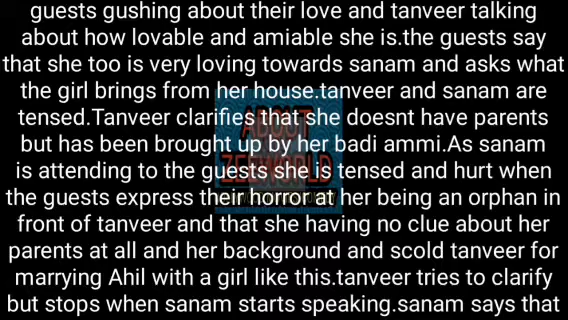 guests gushing about their love and tanveer talking
about how lovable and amiable she is.the guests say
that she too is very loving towards sanam and asks what
the girl brings from her house.tanveer and sanam are
tensed.Tanveer clarifies that she doesnt have parents
but has been brought up by her badi ammi.As sanam
is attending to the guests she is tensed and hurt when
the guests express their horror at her being an orphan in
front of tanveer and that she having no clue about her
parents at all and her background and scold tanveer for
marrying Ahil with a girl like this.tanveer tries to clarify
but stops when sanam starts speaking.sanam says that
ABOUT
ZEEWORLD